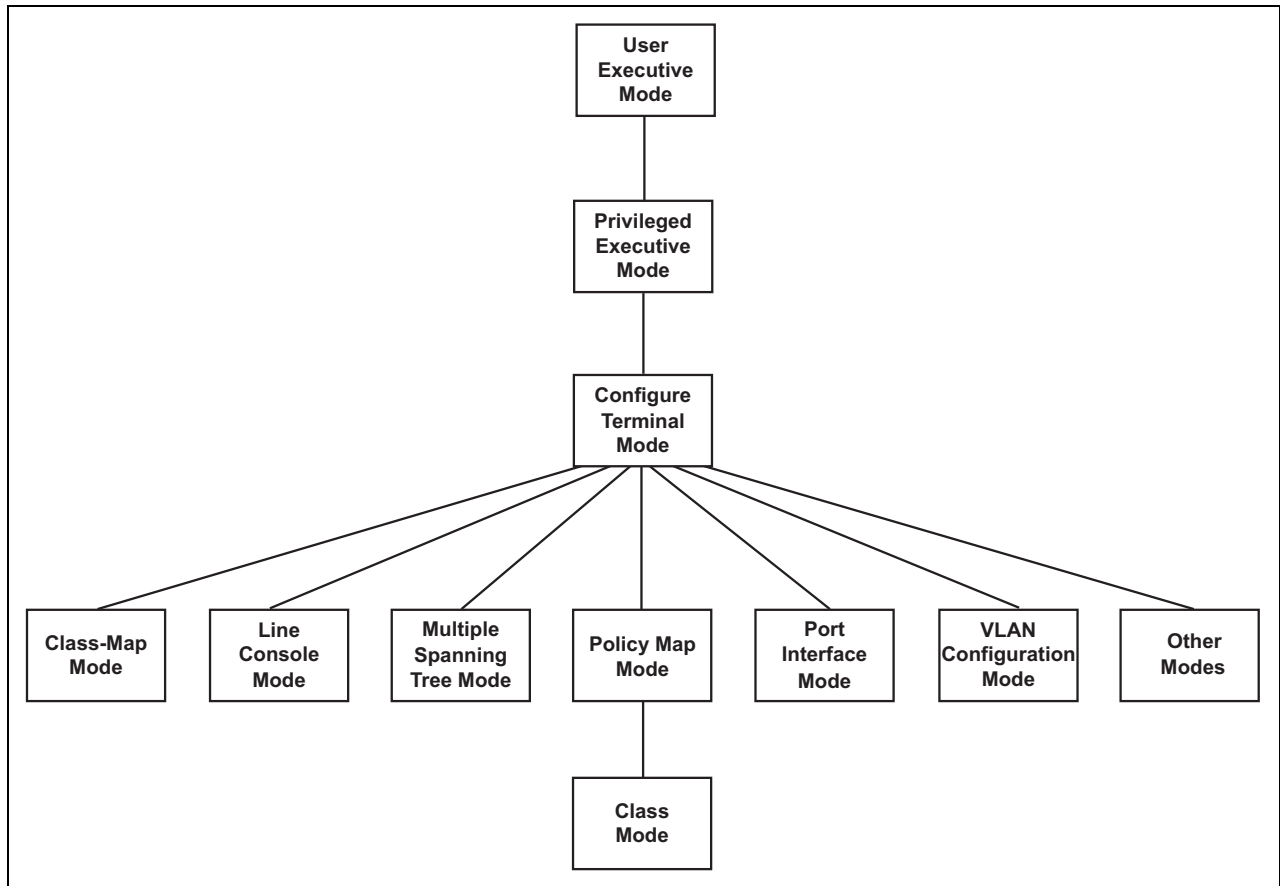 User
Executive
Mode
Privileged
Executive
Mode
Configure
Terminal
Mode
Class-Map
Mode
Line
Console
Mode
Multiple
Spanning
Tree Mode
Policy Map
Mode
Port
Interface
Mode
VLAN
Configuration
Mode
Other
Modes
Class
Mode